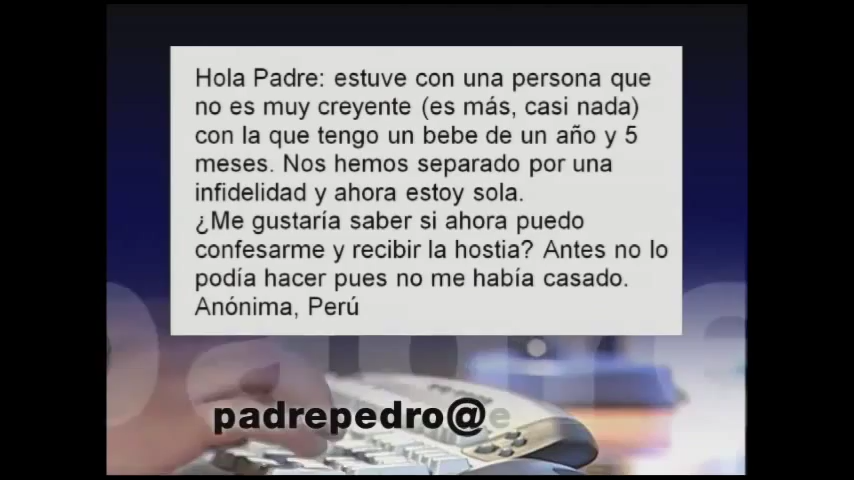 Hola Padre: estuve con una persona que
no es muy creyente (es más, casi nada)
con la que tengo un bebe de un año y 5
meses. Nos hemos separado por una
infidelidad y ahora estoy sola.
¿Me gustaría saber si ahora puedo
confesarme y recibir la hostia? Antes no lo
podía hacer pues no me había casado.
Anónima, Perú
padrepedro@e